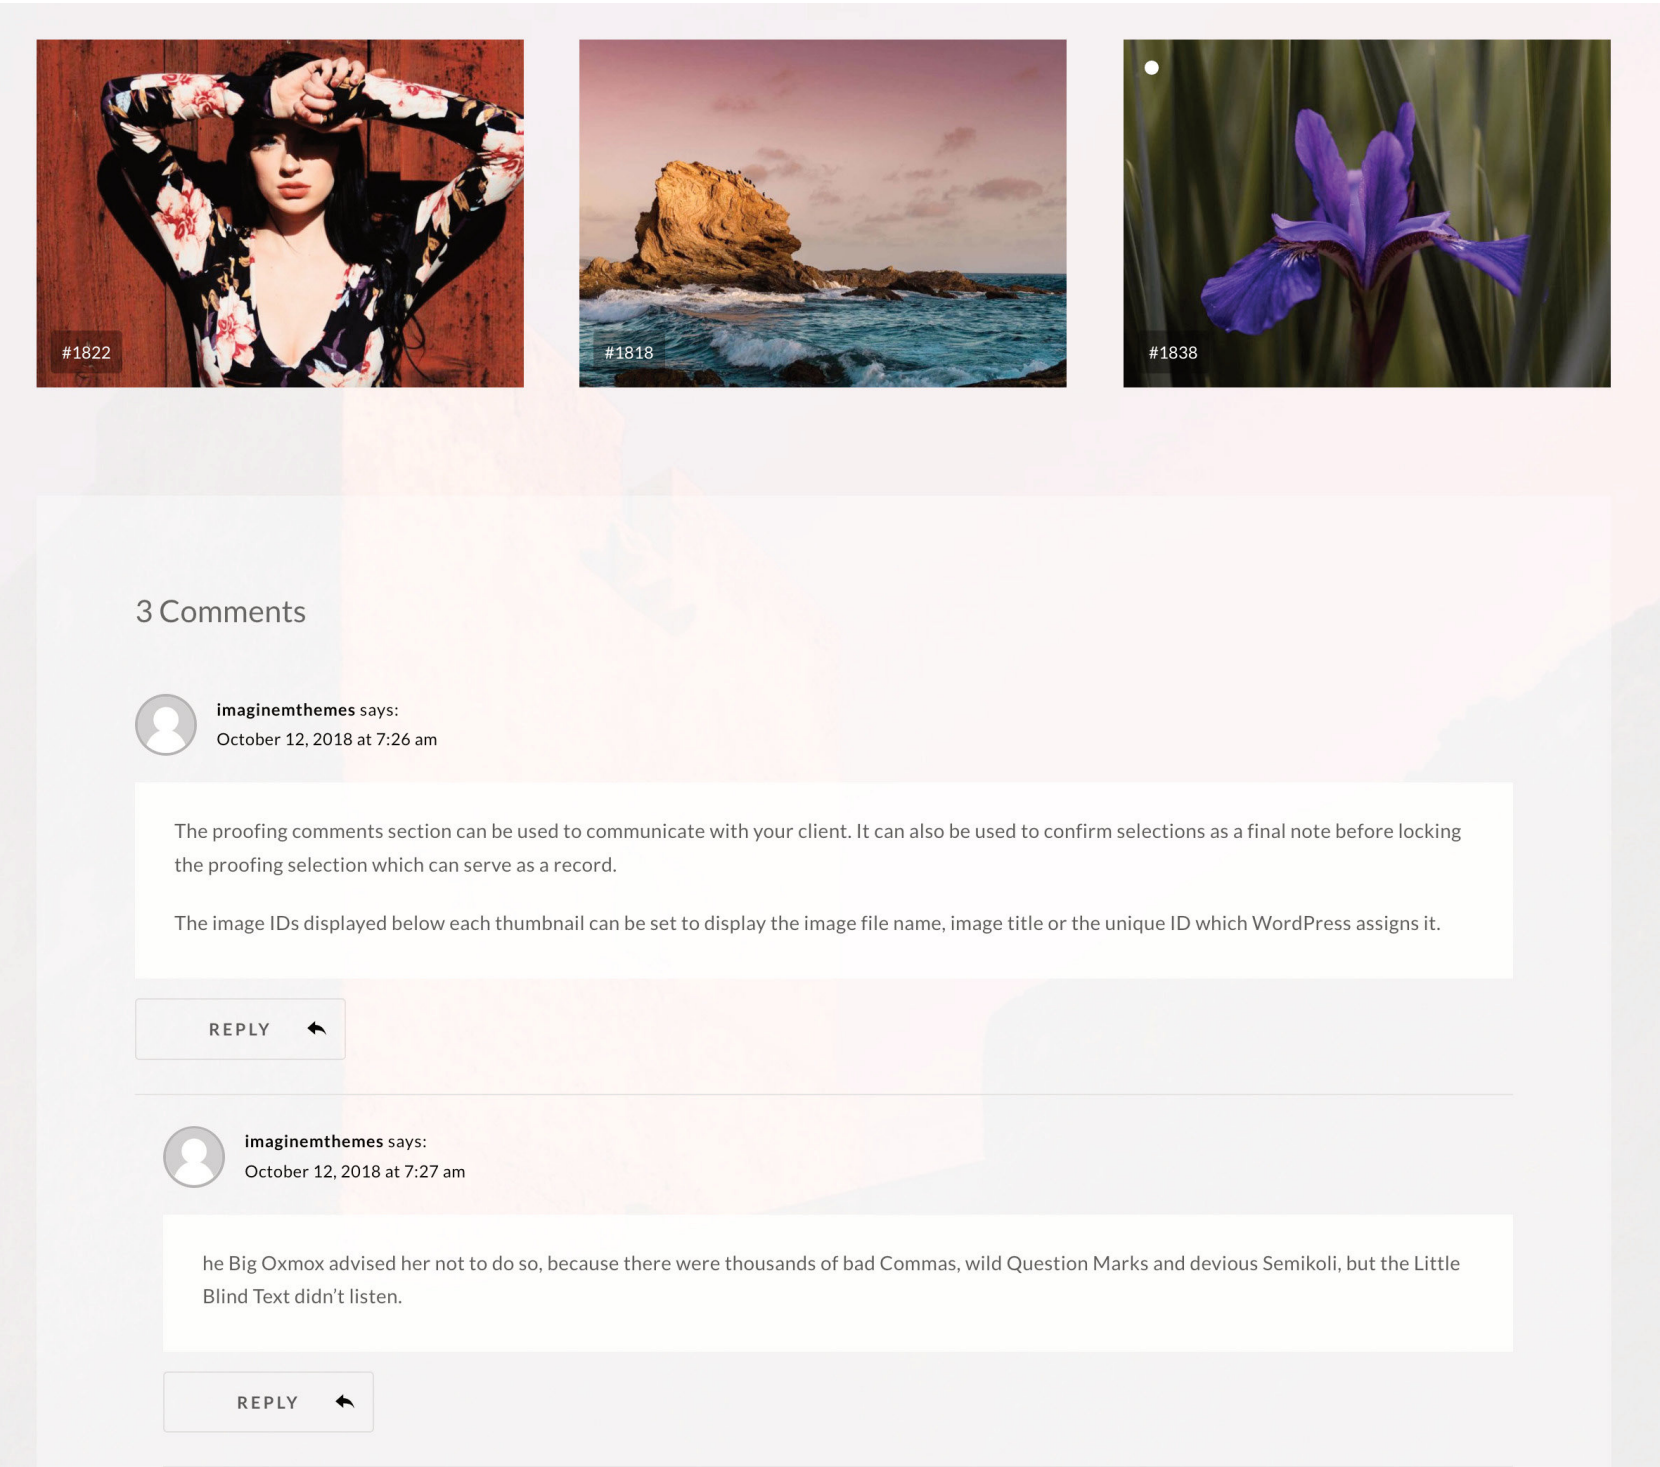 #1822
#1818
#1838
3 Comments
imaginemthemes says:
October 12, 2018 at 7:26 am
The proofing comments section can be used to communicate with your client. It can also be used to confirm selections as a final note before locking
the proofing selection which can serve as a record.
The image IDs displayed below each thumbnail can be set to display the image file name, image title or the unique ID which WordPress assigns it.
REPLY
imaginemthemes says:
October 12, 2018 at 7:27 am
he Big Oxmox advised her not to do so, because there were thousands of bad Commas, wild Question Marks and devious Semikoli, but the Little
Blind Text didn’t listen.
REPLY